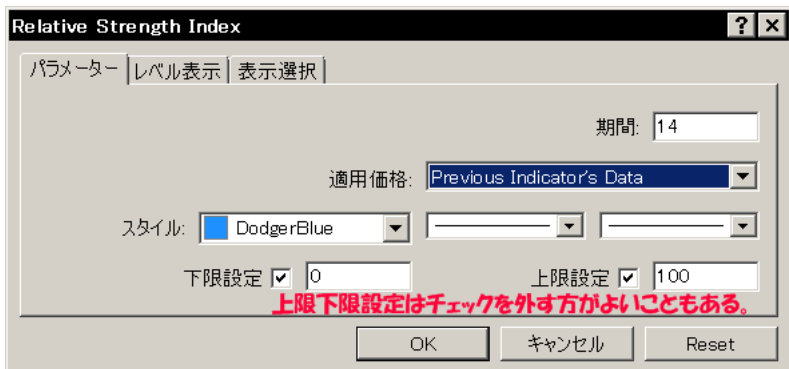 Relative Strength Index
パラメーター レベル表示 表示選択
期間: 14
適用価格: Previous Indicator's Data
スタイル: DodgerBlue
下限設定 0 上限設定 100
上限下限設定はチェックを外す方がよいこともある。
OK キャンセル Reset